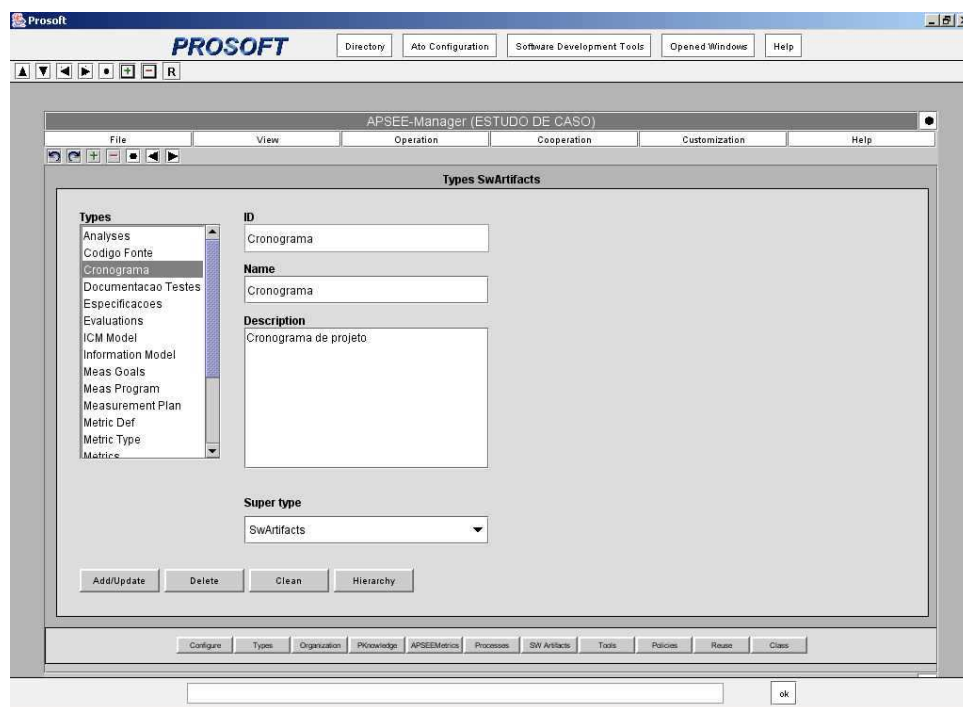 Prosoft
PROSOFT
Directory
Ato Configuration
Software Development Tools
Opened Windows
Help
R
APSEE-Manager (ESTUDO DE CASO)
File
View
Operation
Cooperation
Customization
Help
Types SwArtifacts
Types
Analyses
Codigo Fonte
Cronograma
Documentacao Testes
Especificacoes
Evaluations
ICM Model
Information Model
Meas Goals
Meas Program
Measurement Plan
Metric Def
Metric Type
Metrics
ID
Cronograma
Name
Cronograma
Description
Cronograma de projeto
Super type
SwArtifacts
Add/Update
Delete
Clean
Hierarchy
Configure
Types
Organization
PKnowledge
APSEEMetrics
Processes
SW Artifacts
Tools
Policies
Reuse
Class
ok